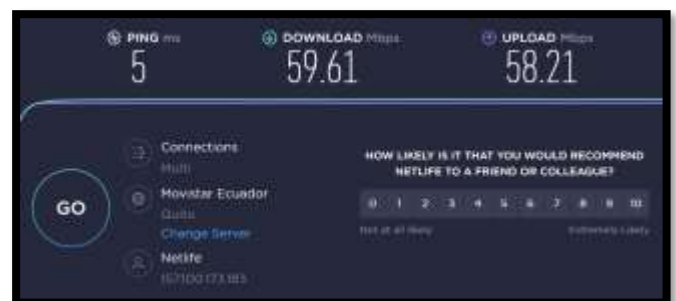 PING ms
DOWNLOAD Mbps
UPLOAD Mbps
5
59.61
58.21
GO
Connections
Multi
Movistar Ecuador
Quito
Change Server
Netlife
HOW LIKELY IS IT THAT YOU WOULD RECOMMEND
NETLIFE TO A FRIEND OR COLLEAGUE?
0 1 2 3 4 5 6 7 8 9 10
Not at all likely
Extremely Likely